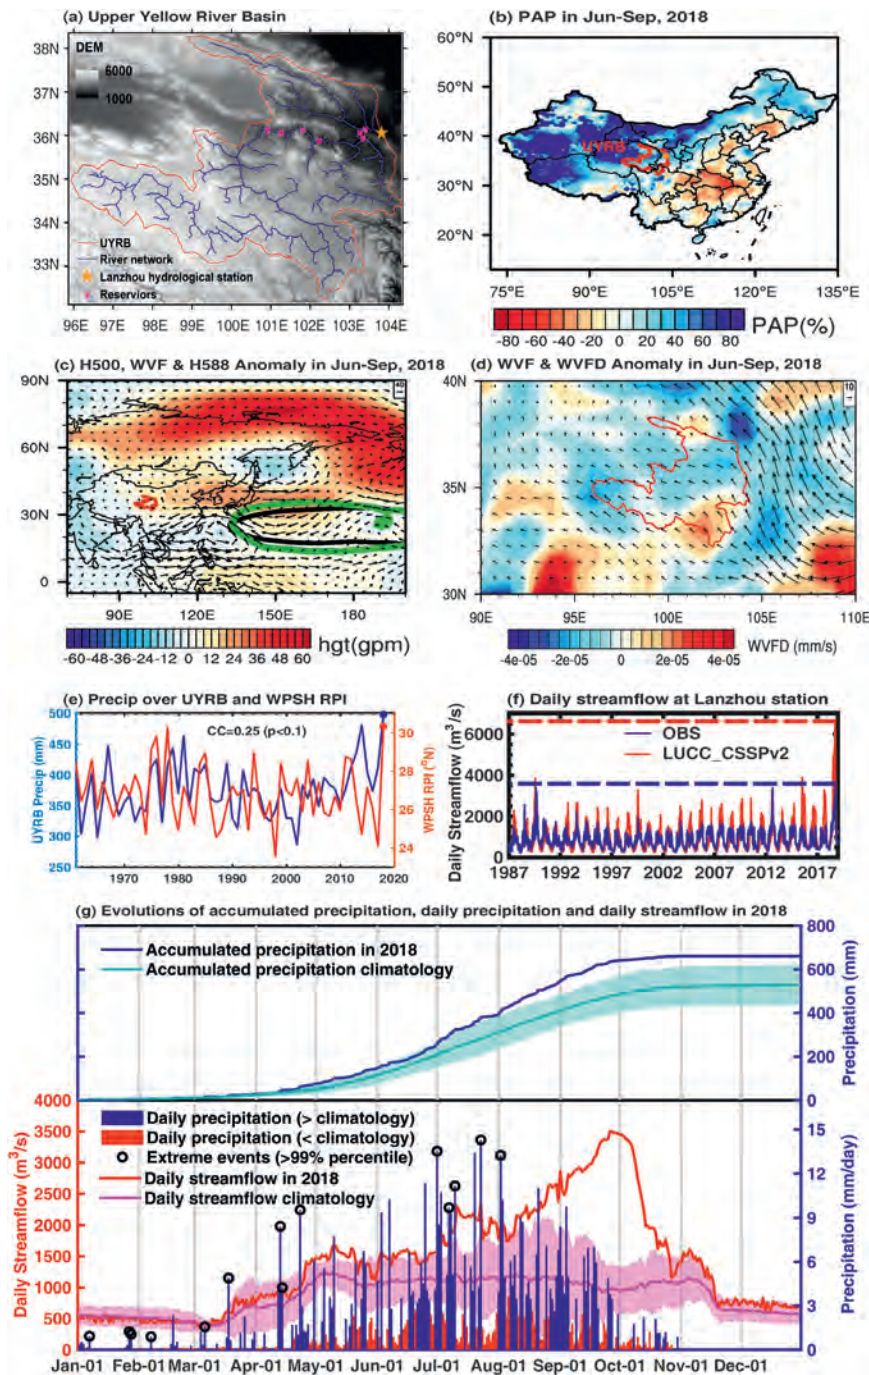 (a) Upper Yellow River Basin
38N
37N
36N
35N
34N
33N
DEM
6000
1000
UYRB
River network
Lanzhou hydrological station
Reserviors
96E 97E 98E 99E 100E 101E 102E 103E 104E
(b) PAP in Jun-Sep, 2018
60°N
50°N
40°N
30°N
20°N
UYRB
72°E 90°E 105°E 120°E 135°E
-80 -60 -40 -20 0 20 40 60 80
PAP(%)
(c) H500, WVF & H588 Anomaly in Jun-Sep, 2018
90N
60N
30N
0
40
90E 120E 150E 180
-60-48-36-24-12 0 12 24 36 48 60
hgt(gpm)
(d) WVF & WVFD Anomaly in Jun-Sep, 2018
40N
35N
30N
10
90E 95E 100E 105E 110E
-4e-05 -2e-05 0 2e-05 4e-05
WVFD (mm/s)
(e) Precip over UYRB and WPSH RPI
CC=0.25 (p<0.1)
UYRB Precip (mm)
500
450
400
350
300
250
WPSH RPI (°N)
30
28
26
24
1970 1980 1990 2000 2010 2020
(f) Daily streamflow at Lanzhou station
Daily Streamflow (m³/s)
6000
4000
2000
0
OBS
LUCC_CSSPv2
1987 1992 1997 2002 2007 2012 2017
(g) Evolutions of accumulated precipitation, daily precipitation and daily streamflow in 2018
Accumulated precipitation in 2018
Accumulated precipitation climatology
800
600
400
200
0
Precipitation (mm)
Daily Streamflow (m³/s)
4000
3500
3000
2500
2000
1500
1000
500
0
Daily precipitation (> climatology)
Daily precipitation (< climatology)
Extreme events (>99% percentile)
Daily streamflow in 2018
Daily streamflow climatology
15
12
9
6
3
0
Precipitation (mm/day)
Jan-01 Feb-01 Mar-01 Apr-01 May-01 Jun-01 Jul-01 Aug-01 Sep-01 Oct-01 Nov-01 Dec-01